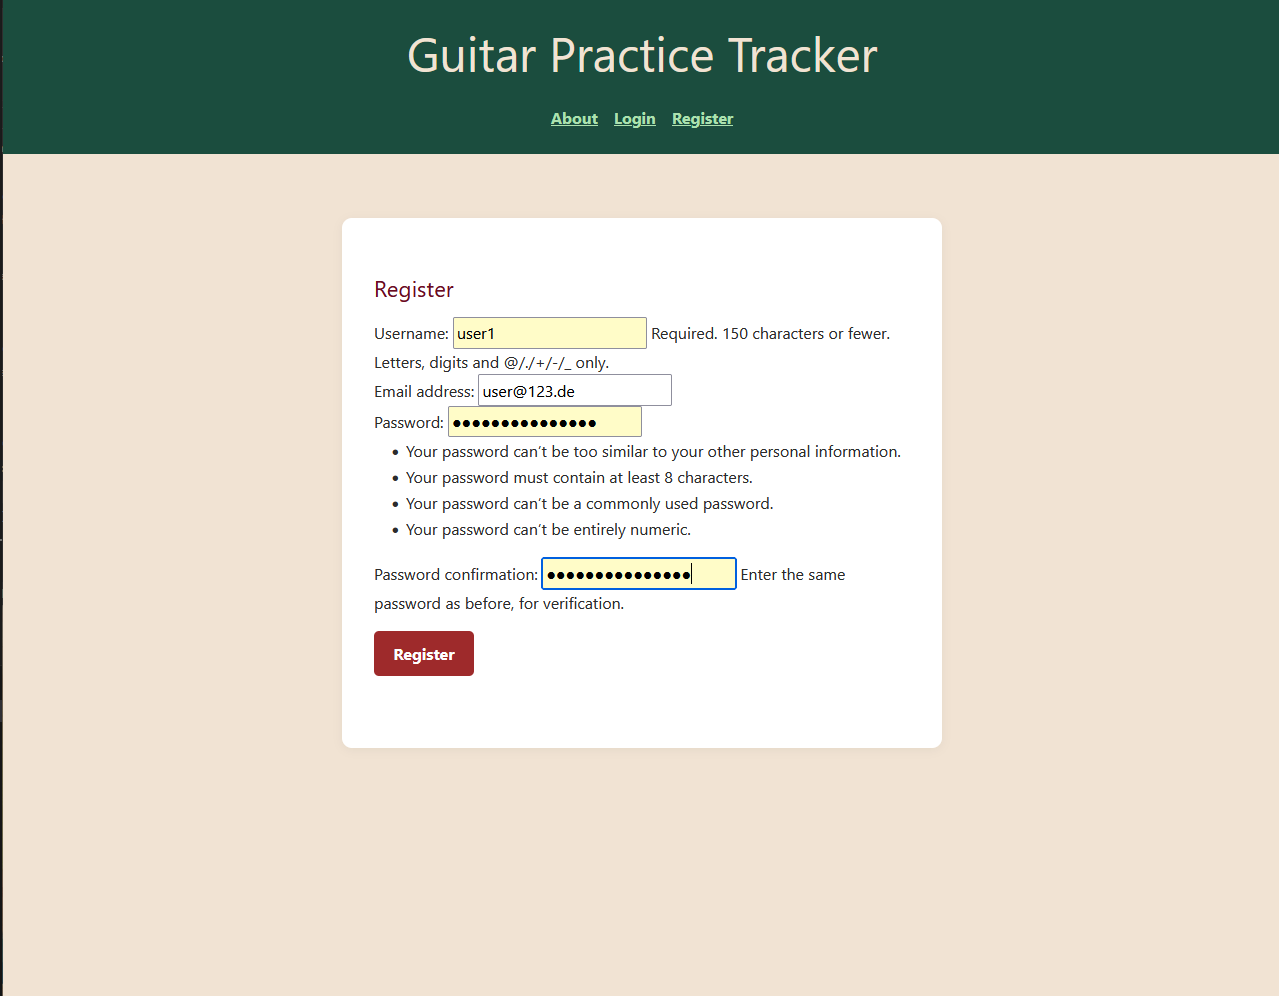 Guitar Practice Tracker
About Login Register
Register
Username: user1 Required. 150 characters or fewer.
Letters, digits and @/./+/-/_ only.
Email address: user@123.de
Password: ●●●●●●●●●●●●●●●
• Your password can’t be too similar to your other personal information.
• Your password must contain at least 8 characters.
• Your password can’t be a commonly used password.
• Your password can’t be entirely numeric.
Password confirmation: ●●●●●●●●●●●●●●● Enter the same
password as before, for verification.
Register